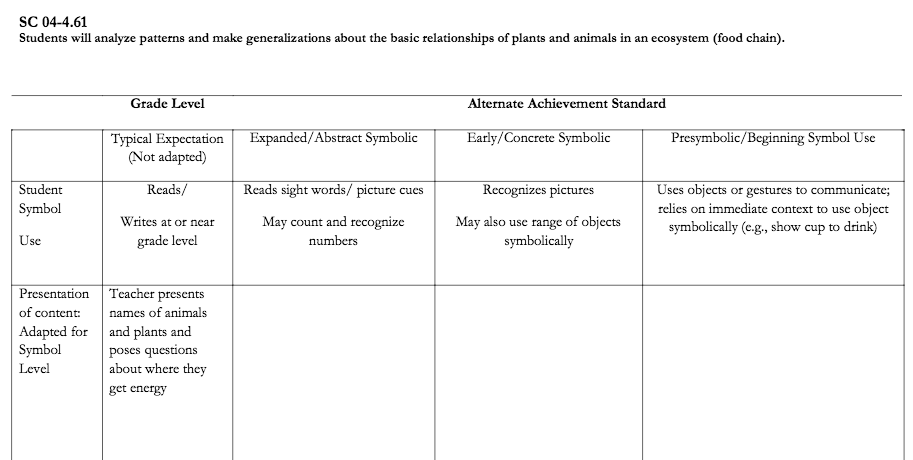 SC 04-4.61
Students will analyze patterns and make generalizations about the basic relationships of plants and animals in an ecosystem (food chain).
Grade Level
Alternate Achievement Standard
Typical Expectation
(Not adapted)
Expanded/Abstract Symbolic
Early/Concrete Symbolic
Presymbolic/Beginning Symbol Use
Student
Symbol
Use
Reads/
Writes at or near
grade level
Reads sight words/ picture cues
May count and recognize
numbers
Recognizes pictures
May also use range of objects
symbolically
Uses objects or gestures to communicate;
relies on immediate context to use object
symbolically (e.g., show cup to drink)
Presentation
of content:
Adapted for
Symbol
Level
Teacher presents
names of animals
and plants and
poses questions
about where they
get energy